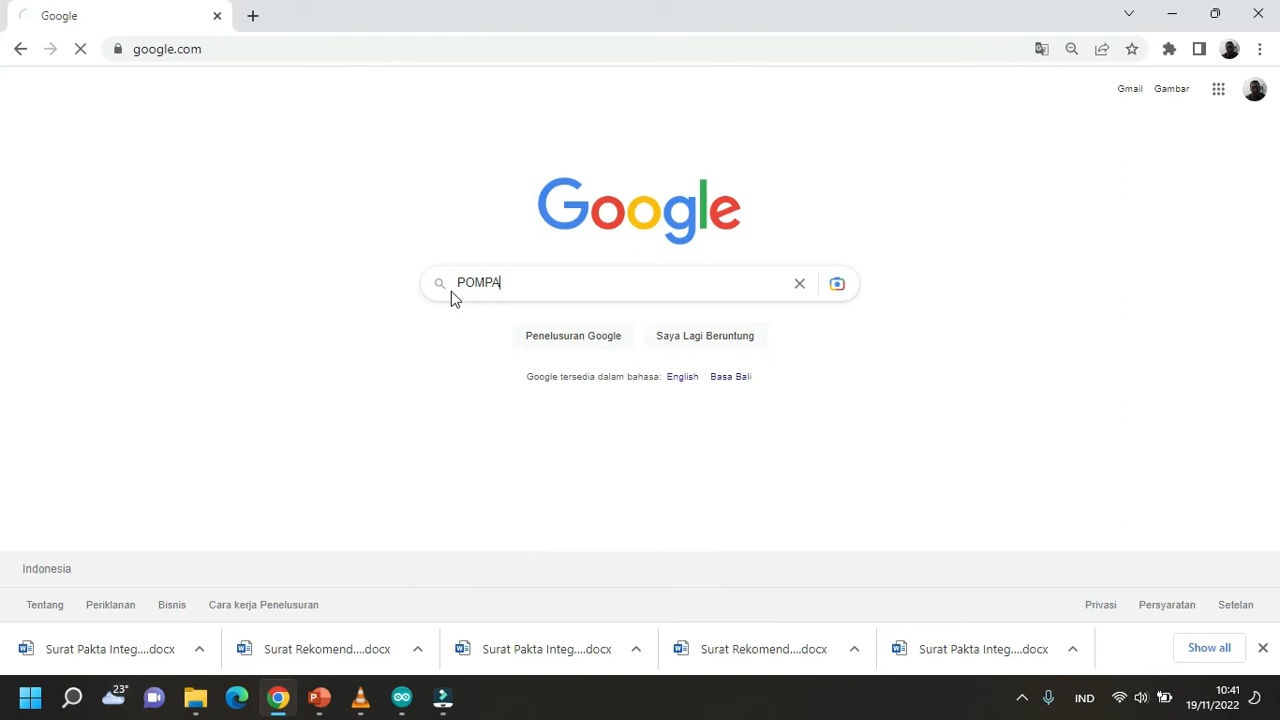 Google
google.com
Gmail Gambar
Google
POMPA
Penelusuran Google Saya Lagi Beruntung
Google tersedia dalam bahasa: English Basa Bali
Indonesia
Tentang Periklanan Bisnis Cara kerja Penelusuran Privasi Persyaratan Setelan
Surat Pakta Integ....docx Surat Rekomend....docx Surat Pakta Integ....docx Surat Rekomend....docx Surat Pakta Integ....docx Show all
23° IND 10:41
19/11/2022